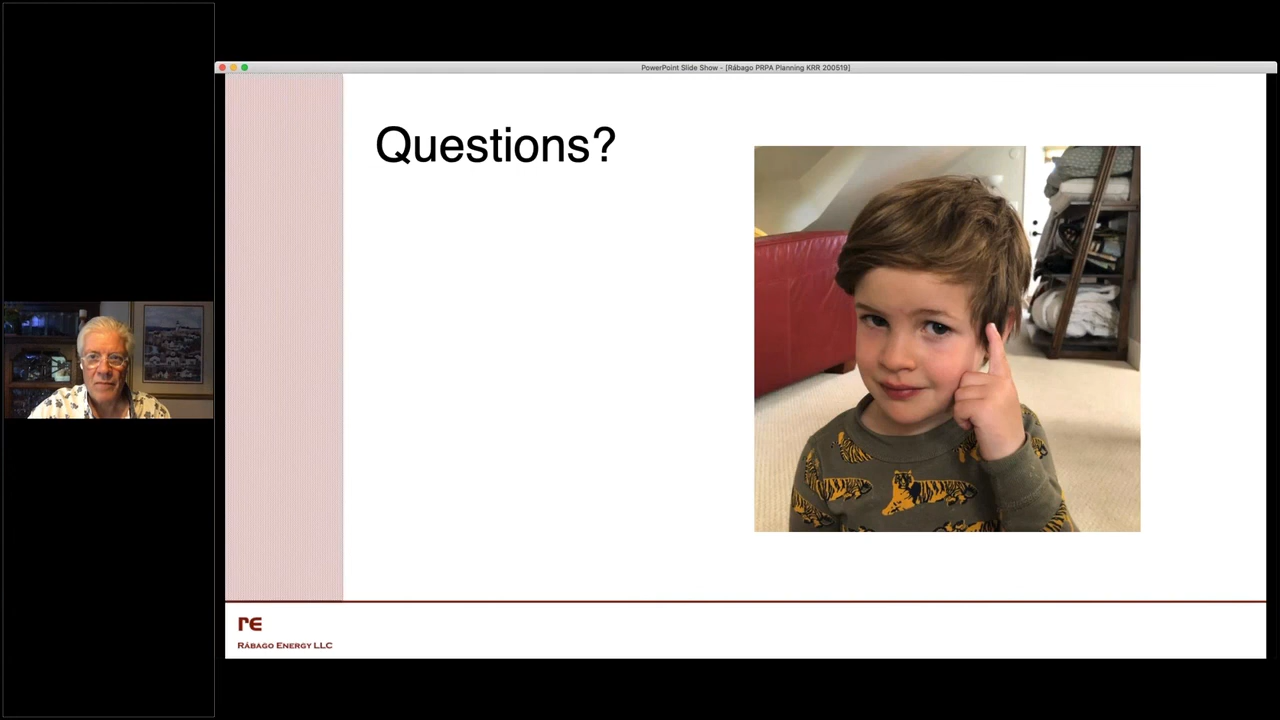 PowerPoint Slide Show - [Rábago PRPA Planning KRR 200519]
Questions?
re
Rábago Energy LLC